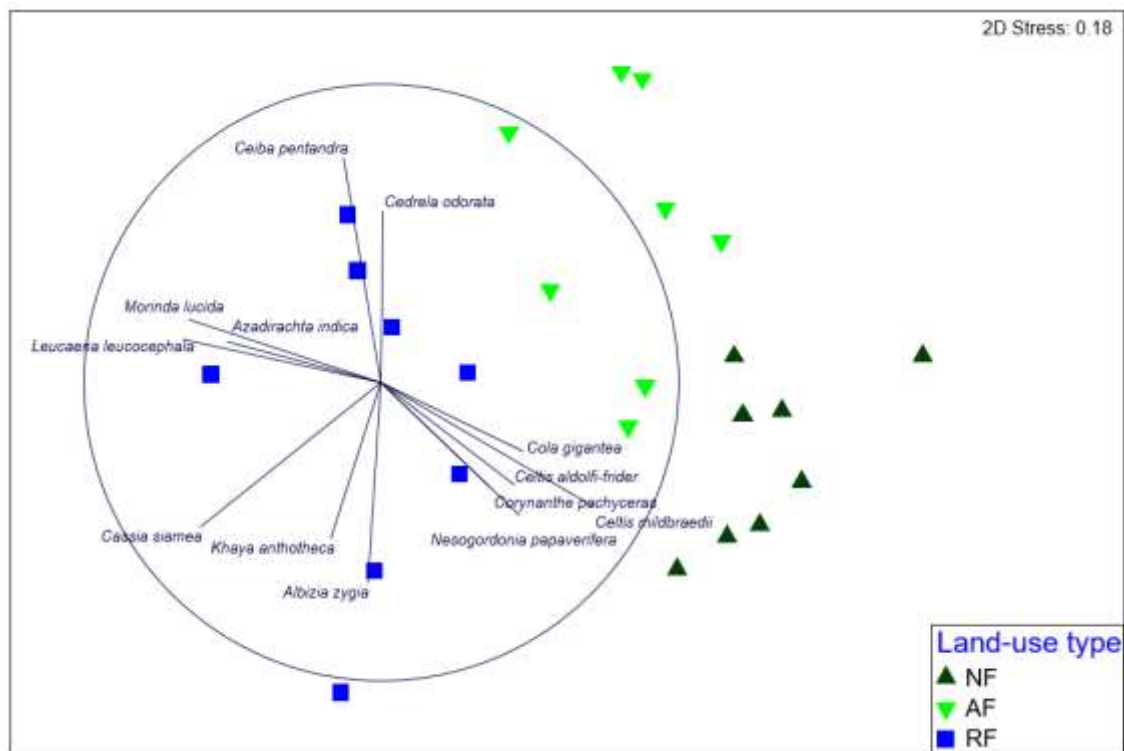 2D Stress: 0.18
Ceiba pentandra
Cedrela odorata
Morinda lucida
Azadirachta indica
Leucaena leucocephala
Cola gigantea
Celtis aldolfi-frider
Corynanthe pachyceras
Celtis mildbraedii
Cassia siamea
Khaya anthotheca
Nesogordonia papaverifera
Albizia zygia
Land-use type
NF
AF
RF